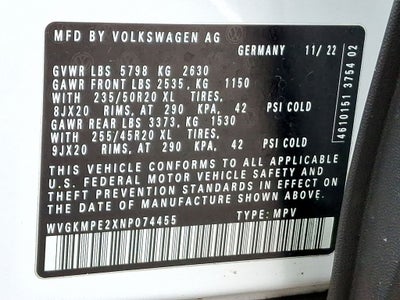 MFD BY VOLKSWAGEN AG
GERMANY 11/22
GVWR LBS 5798 KG 2630
GAWR FRONT LBS 2535, KG 1150
WITH 235/50R20 XL TIRES,
8JX20 RIMS, AT 290 KPA, 42 PSI COLD
GAWR REAR LBS 3373, KG 1530
WITH 255/45R20 XL TIRES,
9JX20 RIMS, AT 290 KPA, 42 PSI COLD
THIS VEHICLE CONFORMS TO ALL APPLICABLE
U.S. FEDERAL MOTOR VEHICLE SAFETY AND
THEFT PREVENTION STANDARDS IN EFFECT ON
THE DATE OF MANUFACTURE SHOWN ABOVE.
WVGKMPE2XNP074455 TYPE: MPV
4610151 3754 02